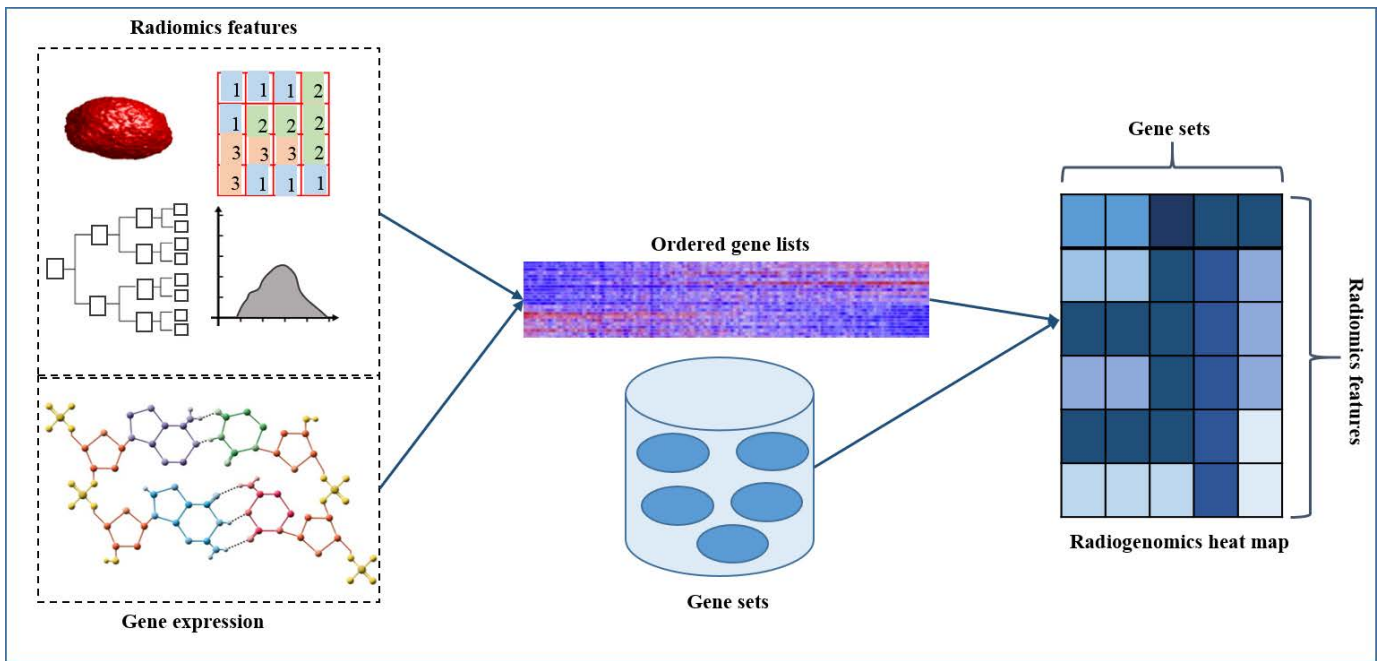 Radiomics features
1 1 1 2
1 2 2 2
3 3 3 2
3 1 1 1
Gene expression
Ordered gene lists
Gene sets
Gene sets
Radiomics features
Radiogenomics heat map